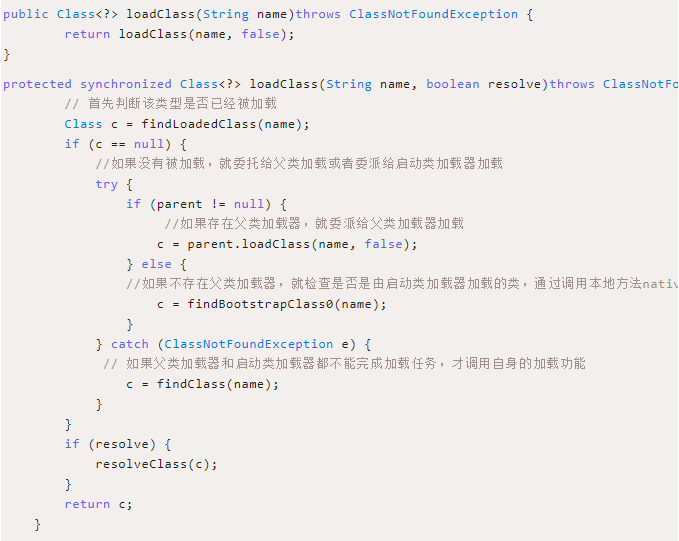 public Class<?> loadClass(String name)throws ClassNotFoundException {
        return loadClass(name, false);
}
protected synchronized Class<?> loadClass(String name, boolean resolve)throws ClassNotFo
        // 首先判断该类型是否已经被加载
        Class c = findLoadedClass(name);
        if (c == null) {
            //如果没有被加载，就委托给父类加载或者委派给启动类加载器加载
            try {
                if (parent != null) {
                     //如果存在父类加载器，就委派给父类加载器加载
                    c = parent.loadClass(name, false);
                } else {
                //如果不存在父类加载器，就检查是否是由启动类加载器加载的类，通过调用本地方法nativ
                    c = findBootstrapClass0(name);
                }
            } catch (ClassNotFoundException e) {
             // 如果父类加载器和启动类加载器都不能完成加载任务，才调用自身的加载功能
                c = findClass(name);
            }
        }
        if (resolve) {
            resolveClass(c);
        }
        return c;
    }